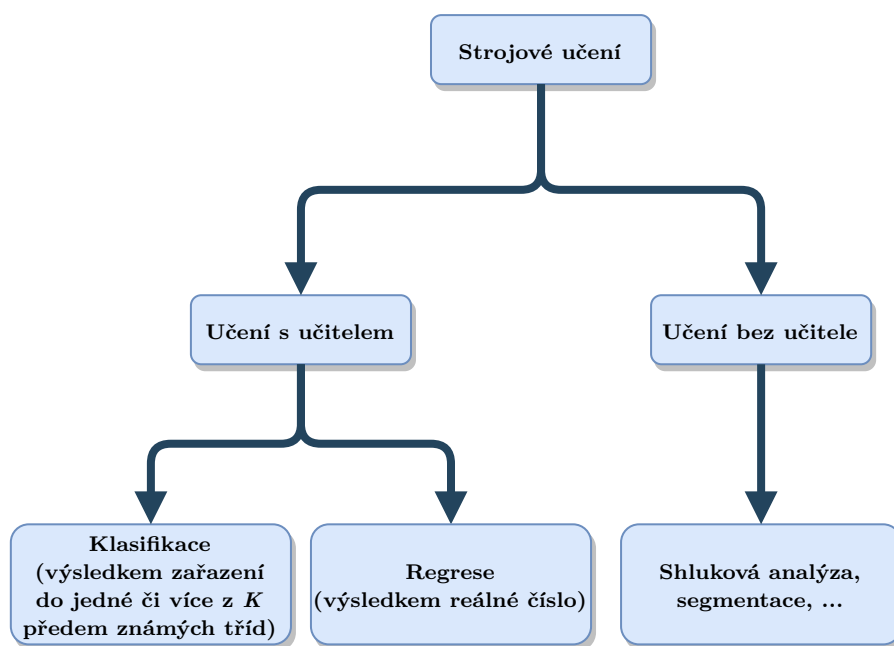 Strojové učení
Učení s učitelem
Učení bez učitele
Klasifikace
(výsledkem zařazení
do jedné či více z K
předem známých tříd)
Regrese
(výsledkem reálné číslo)
Shluková analýza,
segmentace, ...